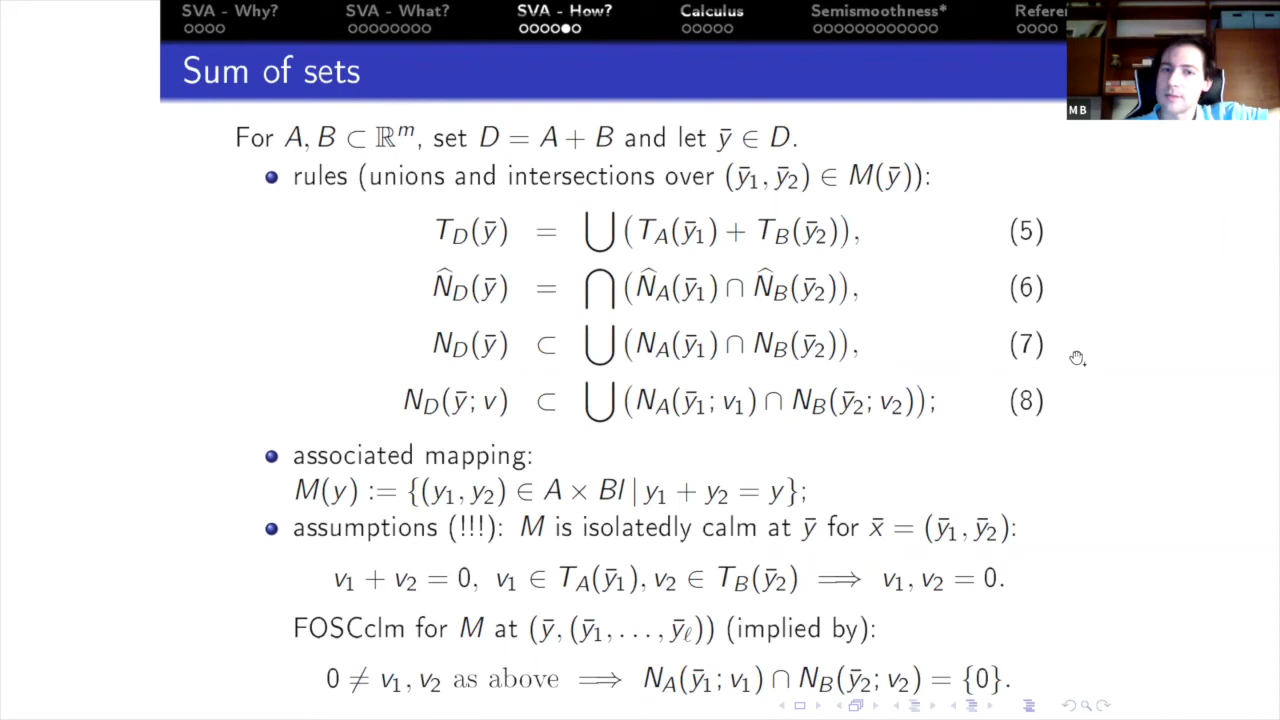 SVA - Why? SVA - What? SVA - How? Calculus Semismoothness* Refere
Sum of sets
MB
For A, B ⊂ ℝᵐ, set D = A + B and let ȳ ∈ D.
rules (unions and intersections over (ȳ₁, ȳ₂) ∈ M(ȳ)):
T_D(ȳ) = ⋃ (T_A(ȳ₁) + T_B(ȳ₂)), (5)
N̂_D(ȳ) = ⋂ (N̂_A(ȳ₁) ∩ N̂_B(ȳ₂)), (6)
N_D(ȳ) ⊂ ⋃ (N_A(ȳ₁) ∩ N_B(ȳ₂)), (7)
N_D(ȳ; v) ⊂ ⋃ (N_A(ȳ₁; v₁) ∩ N_B(ȳ₂; v₂)); (8)
associated mapping:
M(y) := {(y₁, y₂) ∈ A × BI | y₁ + y₂ = y};
assumptions (!!!): M is isolatedly calm at ȳ for x̄ = (ȳ₁, ȳ₂):
v₁ + v₂ = 0, v₁ ∈ T_A(ȳ₁), v₂ ∈ T_B(ȳ₂) ⟹ v₁, v₂ = 0.
FOSCclm for M at (ȳ, (ȳ₁, . . . , ȳ_ℓ)) (implied by):
0 ≠ v₁, v₂ as above ⟹ N_A(ȳ₁; v₁) ∩ N_B(ȳ₂; v₂) = {0}.